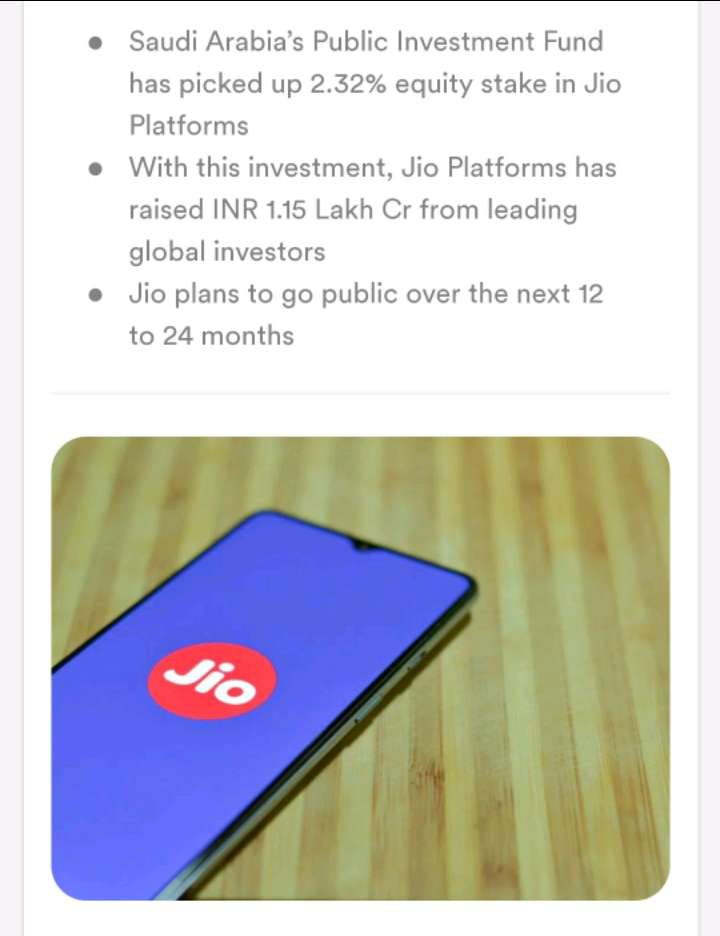 Saudi Arabia's Public Investment Fund
has picked up 2.32% equity stake in Jio
Platforms
With this investment, Jio Platforms has
raised INR 1.15 Lakh Cr from leading
global investors
Jio plans to go public over the next 12
to 24 months
Jio